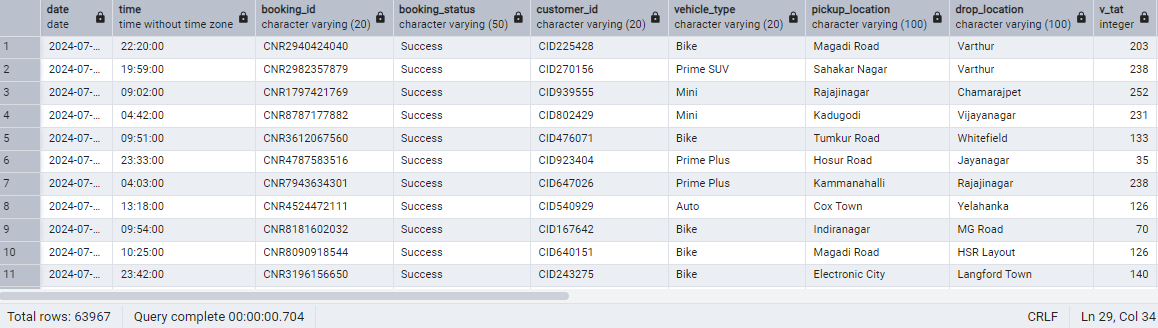 date time booking_id booking_status customer_id vehicle_type pickup_location drop_location v_tat
date time without time zone character varying (20) character varying (50) character varying (20) character varying (20) character varying (100) character varying (100) integer
1 2024-07-... 22:20:00 CNR2940424040 Success CID225428 Bike Magadi Road Varthur 203
2 2024-07-... 19:59:00 CNR2982357879 Success CID270156 Prime SUV Sahakar Nagar Varthur 238
3 2024-07-... 09:02:00 CNR1797421769 Success CID939555 Mini Rajajinagar Chamarajpet 252
4 2024-07-... 04:42:00 CNR8787177882 Success CID802429 Mini Kadugodi Vijayanagar 231
5 2024-07-... 09:51:00 CNR3612067560 Success CID476071 Bike Tumkur Road Whitefield 133
6 2024-07-... 23:33:00 CNR4787583516 Success CID923404 Prime Plus Hosur Road Jayanagar 35
7 2024-07-... 04:03:00 CNR7943634301 Success CID647026 Prime Plus Kammanahalli Rajajinagar 238
8 2024-07-... 13:18:00 CNR4524472111 Success CID540929 Auto Cox Town Yelahanka 126
9 2024-07-... 09:54:00 CNR8181602032 Success CID167642 Bike Indiranagar MG Road 70
10 2024-07-... 10:25:00 CNR8090918544 Success CID640151 Bike Magadi Road HSR Layout 126
11 2024-07-... 23:42:00 CNR3196156650 Success CID243275 Bike Electronic City Langford Town 140
Total rows: 63967 Query complete 00:00:00.704 CRLF Ln 29, Col 34